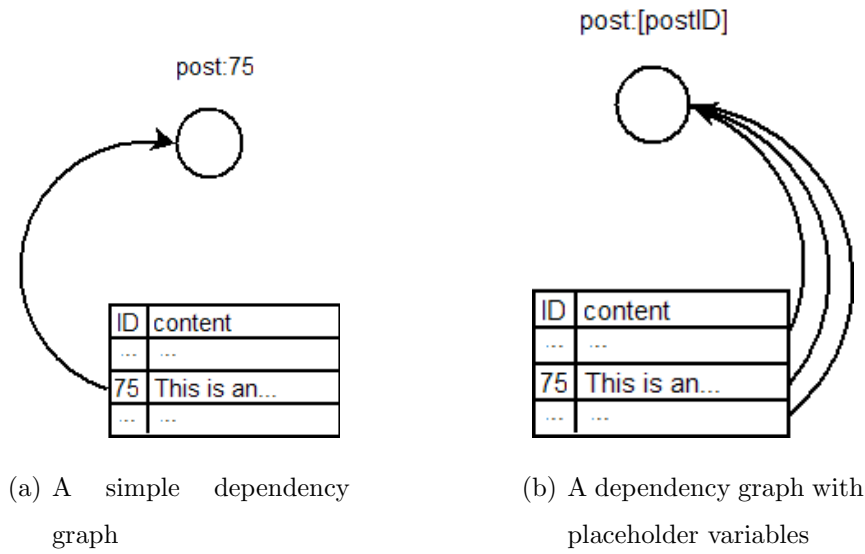 post:75
ID content
... ...
75 This is an...
... ...
(a) A simple dependency
graph
post:[postID]
ID content
... ...
75 This is an...
... ...
(b) A dependency graph with
placeholder variables